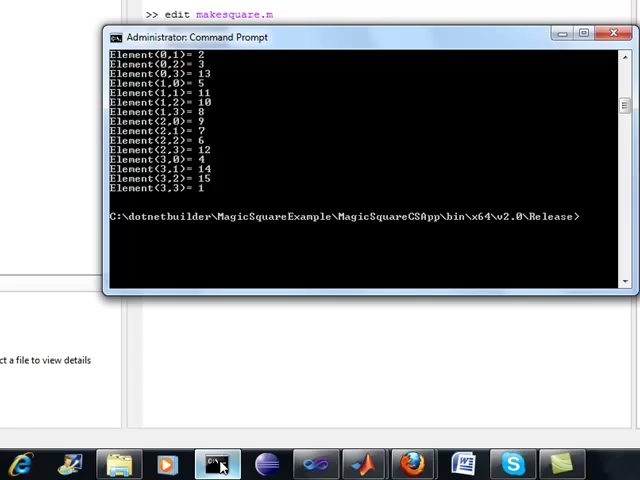 >> edit makesquare.m
Administrator: Command Prompt
Element(0,1)= 2
Element(0,2)= 3
Element(0,3)= 13
Element(1,0)= 5
Element(1,1)= 11
Element(1,2)= 10
Element(1,3)= 8
Element(2,0)= 9
Element(2,1)= 7
Element(2,2)= 6
Element(2,3)= 12
Element(3,0)= 4
Element(3,1)= 14
Element(3,2)= 15
Element(3,3)= 1
C:\dotnetbuilder\MagicSquareExample\MagicSquareCSApp\bin\x64\v2.0\Release>
ct a file to view details